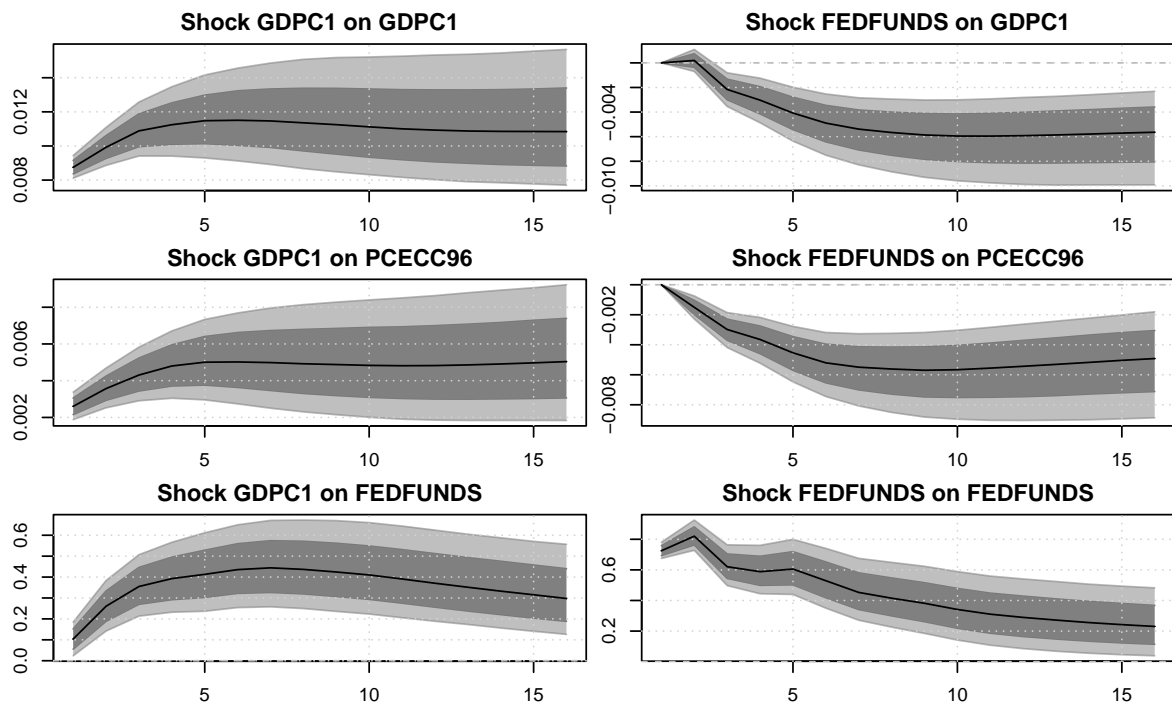 Shock GDPC1 on GDPC1
0.008 0.012
5 10 15
Shock FEDFUNDS on GDPC1
−0.010 −0.004
5 10 15
Shock GDPC1 on PCECC96
0.002 0.006
5 10 15
Shock FEDFUNDS on PCECC96
−0.008 −0.002
5 10 15
Shock GDPC1 on FEDFUNDS
0.0 0.2 0.4 0.6
5 10 15
Shock FEDFUNDS on FEDFUNDS
0.2 0.6
5 10 15